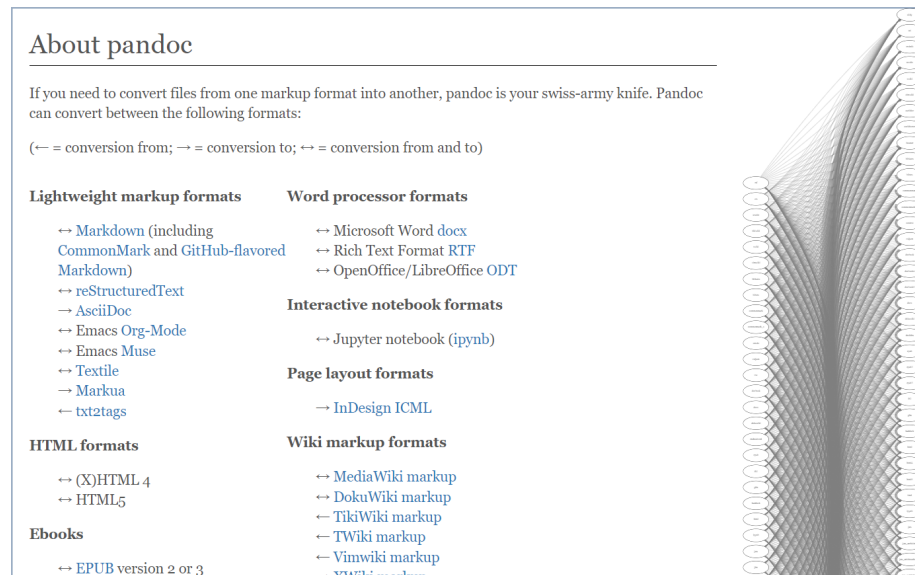 About pandoc
If you need to convert files from one markup format into another, pandoc is your swiss-army knife. Pandoc
can convert between the following formats:
(← = conversion from; → = conversion to; ↔ = conversion from and to)
Lightweight markup formats
↔ Markdown (including
CommonMark and GitHub-flavored
Markdown)
↔ reStructuredText
→ AsciiDoc
↔ Emacs Org-Mode
↔ Emacs Muse
↔ Textile
→ Markua
← txt2tags
HTML formats
↔ (X)HTML 4
↔ HTML5
Ebooks
↔ EPUB version 2 or 3
Word processor formats
↔ Microsoft Word docx
↔ Rich Text Format RTF
↔ OpenOffice/LibreOffice ODT
Interactive notebook formats
↔ Jupyter notebook (ipynb)
Page layout formats
→ InDesign ICML
Wiki markup formats
↔ MediaWiki markup
↔ DokuWiki markup
← TikiWiki markup
← TWiki markup
← Vimwiki markup